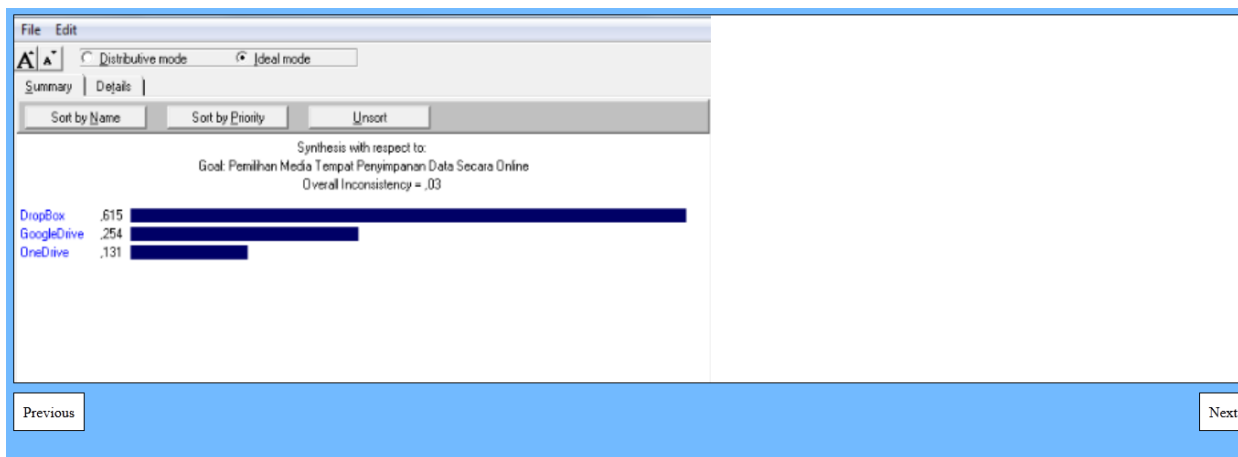 File Edit
A A Distributive mode Ideal mode
Summary Details
Sort by Name Sort by Priority Unsort
Synthesis with respect to:
Goal: Pemilihan Media Tempat Penyimpanan Data Secara Online
Overall Inconsistency = ,03
DropBox ,615
GoogleDrive ,254
OneDrive ,131
Previous Next